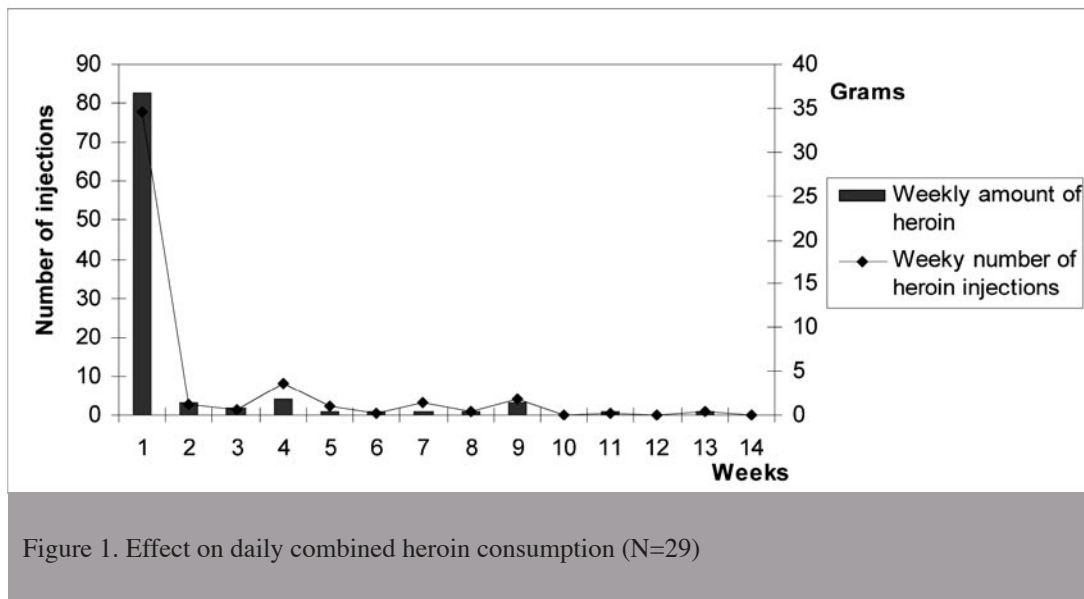 90
80
70
60
50
40
30
20
10
0
Number of injections
40
35
30
25
20
15
10
5
0
Grams
1 2 3 4 5 6 7 8 9 10 11 12 13 14
Weeks
Weekly amount of
heroin
Weeky number of
heroin injections
Figure 1. Effect on daily combined heroin consumption (N=29)